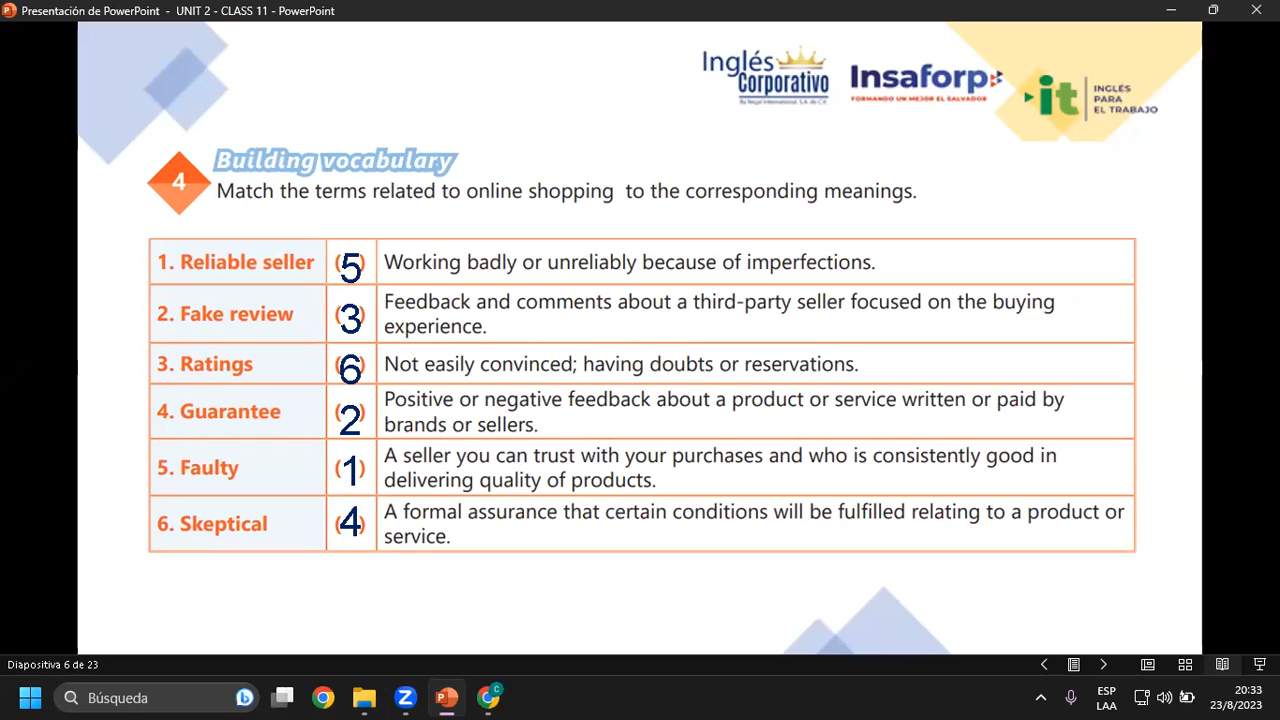 Presentación de PowerPoint - UNIT 2 - CLASS 11 - PowerPoint
Inglés
Corporativo
By Regal International, S.A. de C.V.
Insaforp
FORMANDO UN MEJOR EL SALVADOR
it
INGLÉS
PARA
EL TRABAJO
Building vocabulary
4
Match the terms related to online shopping to the corresponding meanings.
1. Reliable seller (5) Working badly or unreliably because of imperfections.
2. Fake review (3) Feedback and comments about a third-party seller focused on the buying
experience.
3. Ratings (6) Not easily convinced; having doubts or reservations.
4. Guarantee (2) Positive or negative feedback about a product or service written or paid by
brands or sellers.
5. Faulty (1) A seller you can trust with your purchases and who is consistently good in
delivering quality of products.
6. Skeptical (4) A formal assurance that certain conditions will be fulfilled relating to a product or
service.
Diapositiva 6 de 23
Búsqueda
C
ESP
LAA
20:33
23/8/2023